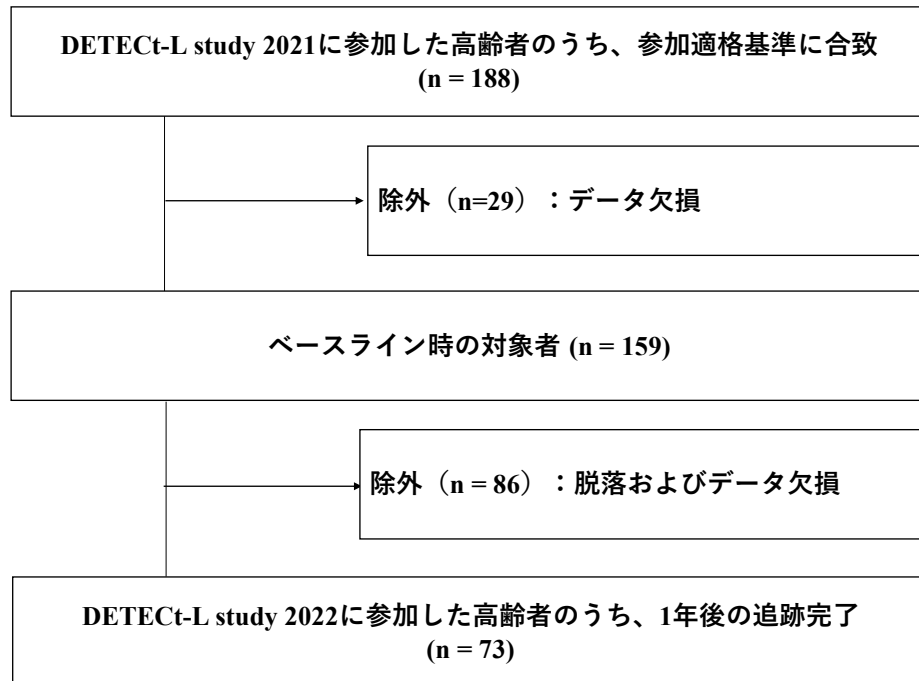 DETECt-L study 2021に参加した高齢者のうち、参加適格基準に合致
(n = 188)
除外（n=29）：データ欠損
ベースライン時の対象者 (n = 159)
除外（n = 86）：脱落およびデータ欠損
DETECt-L study 2022に参加した高齢者のうち、1年後の追跡完了
(n = 73)